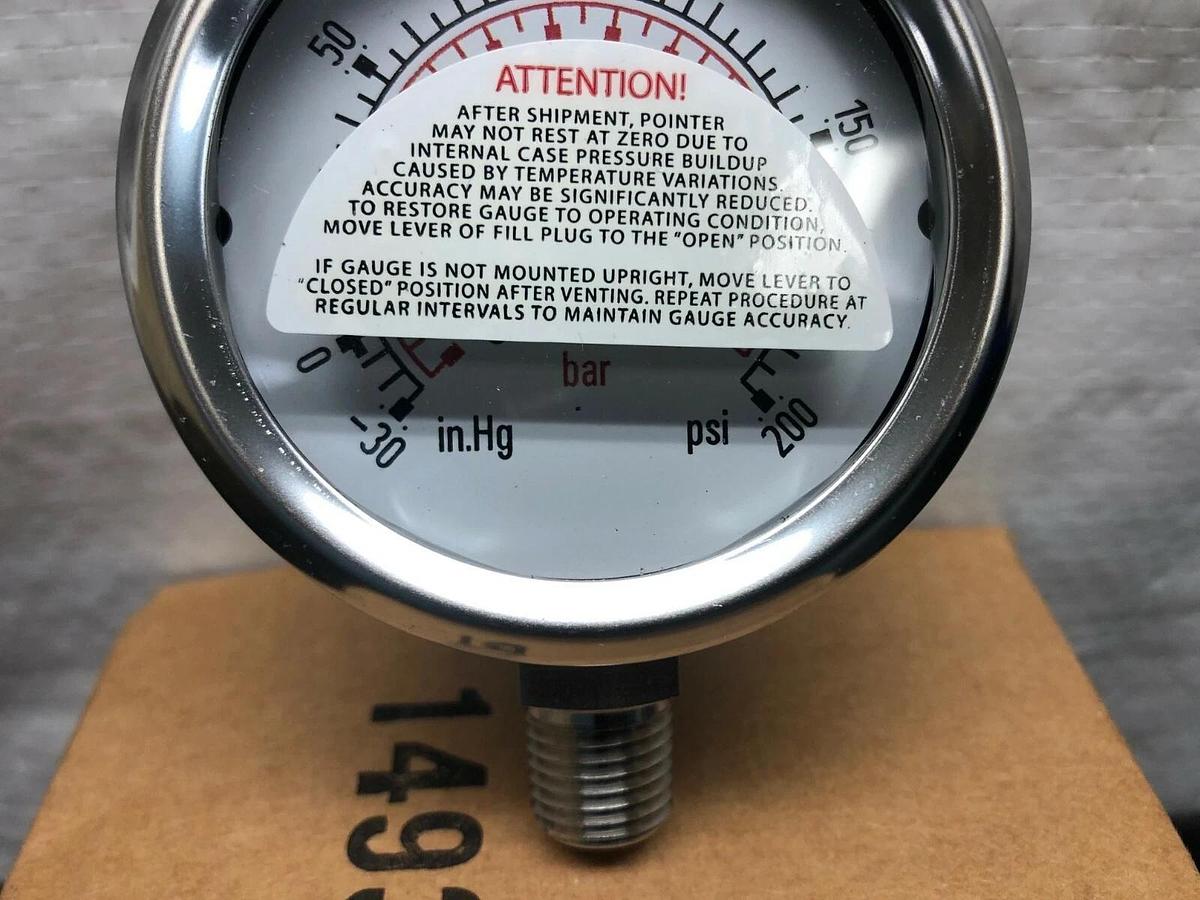 50
150
ATTENTION!
AFTER SHIPMENT, POINTER
MAY NOT REST AT ZERO DUE TO
INTERNAL CASE PRESSURE BUILDUP
CAUSED BY TEMPERATURE VARIATIONS.
ACCURACY MAY BE SIGNIFICANTLY REDUCED.
TO RESTORE GAUGE TO OPERATING CONDITION,
MOVE LEVER OF FILL PLUG TO THE "OPEN" POSITION.
IF GAUGE IS NOT MOUNTED UPRIGHT, MOVE LEVER TO
"CLOSED" POSITION AFTER VENTING. REPEAT PROCEDURE AT
REGULAR INTERVALS TO MAINTAIN GAUGE ACCURACY.
0
bar
-30
in.Hg
psi
200
149